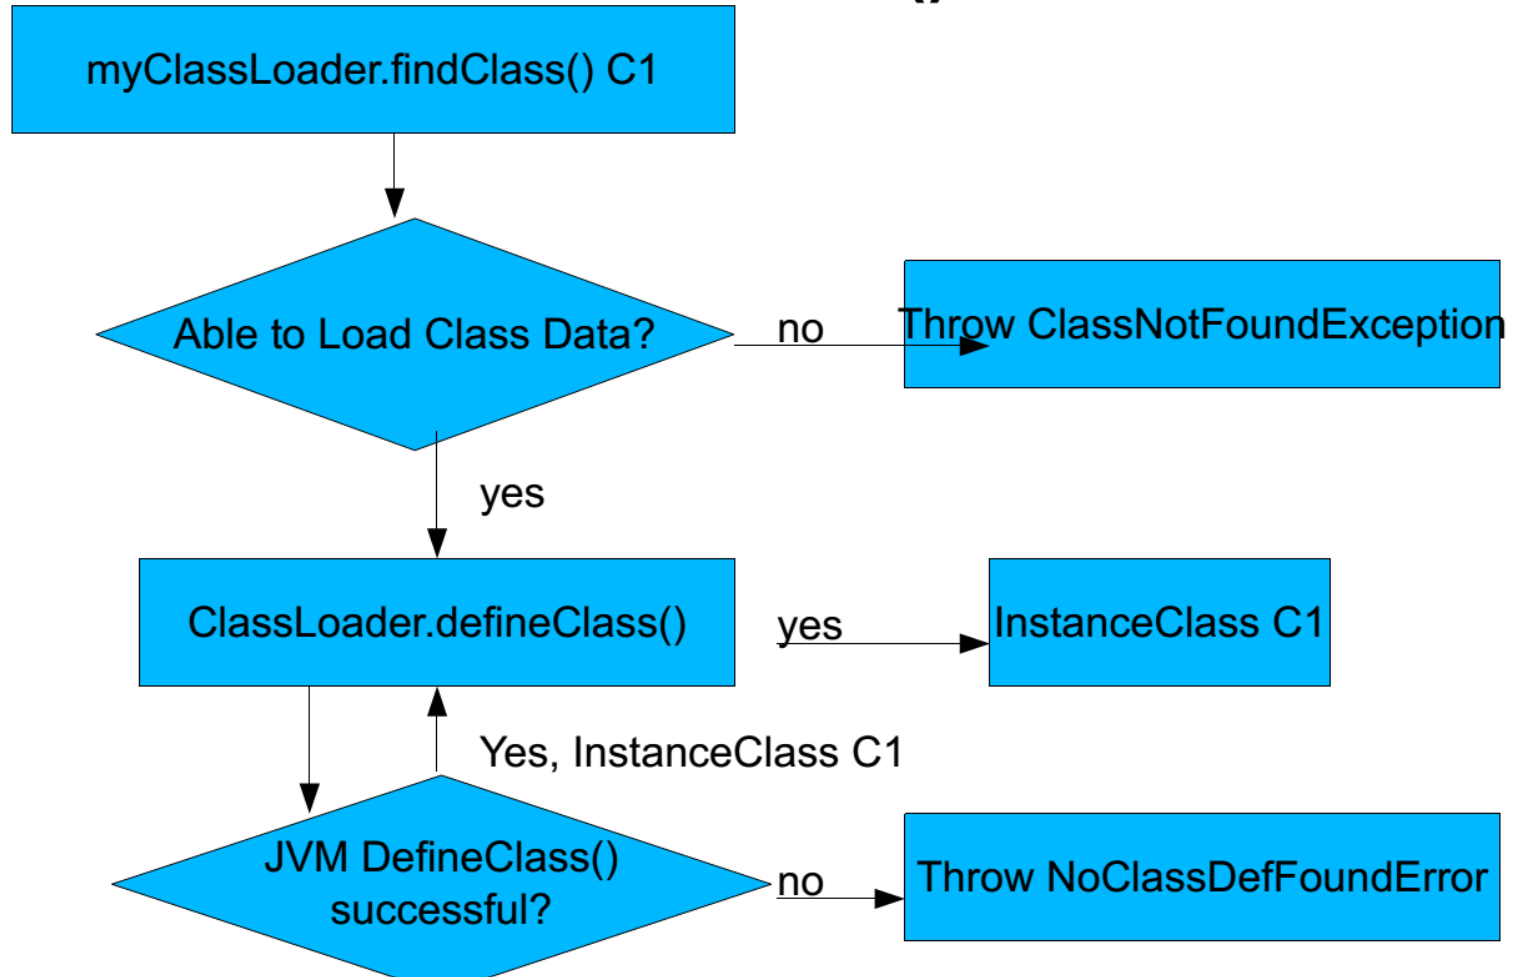 myClassLoader.findClass() C1
Able to Load Class Data?
no
Throw ClassNotFoundException
yes
ClassLoader.defineClass()
yes
InstanceClass C1
Yes, InstanceClass C1
JVM DefineClass()
successful?
no
Throw NoClassDefFoundError